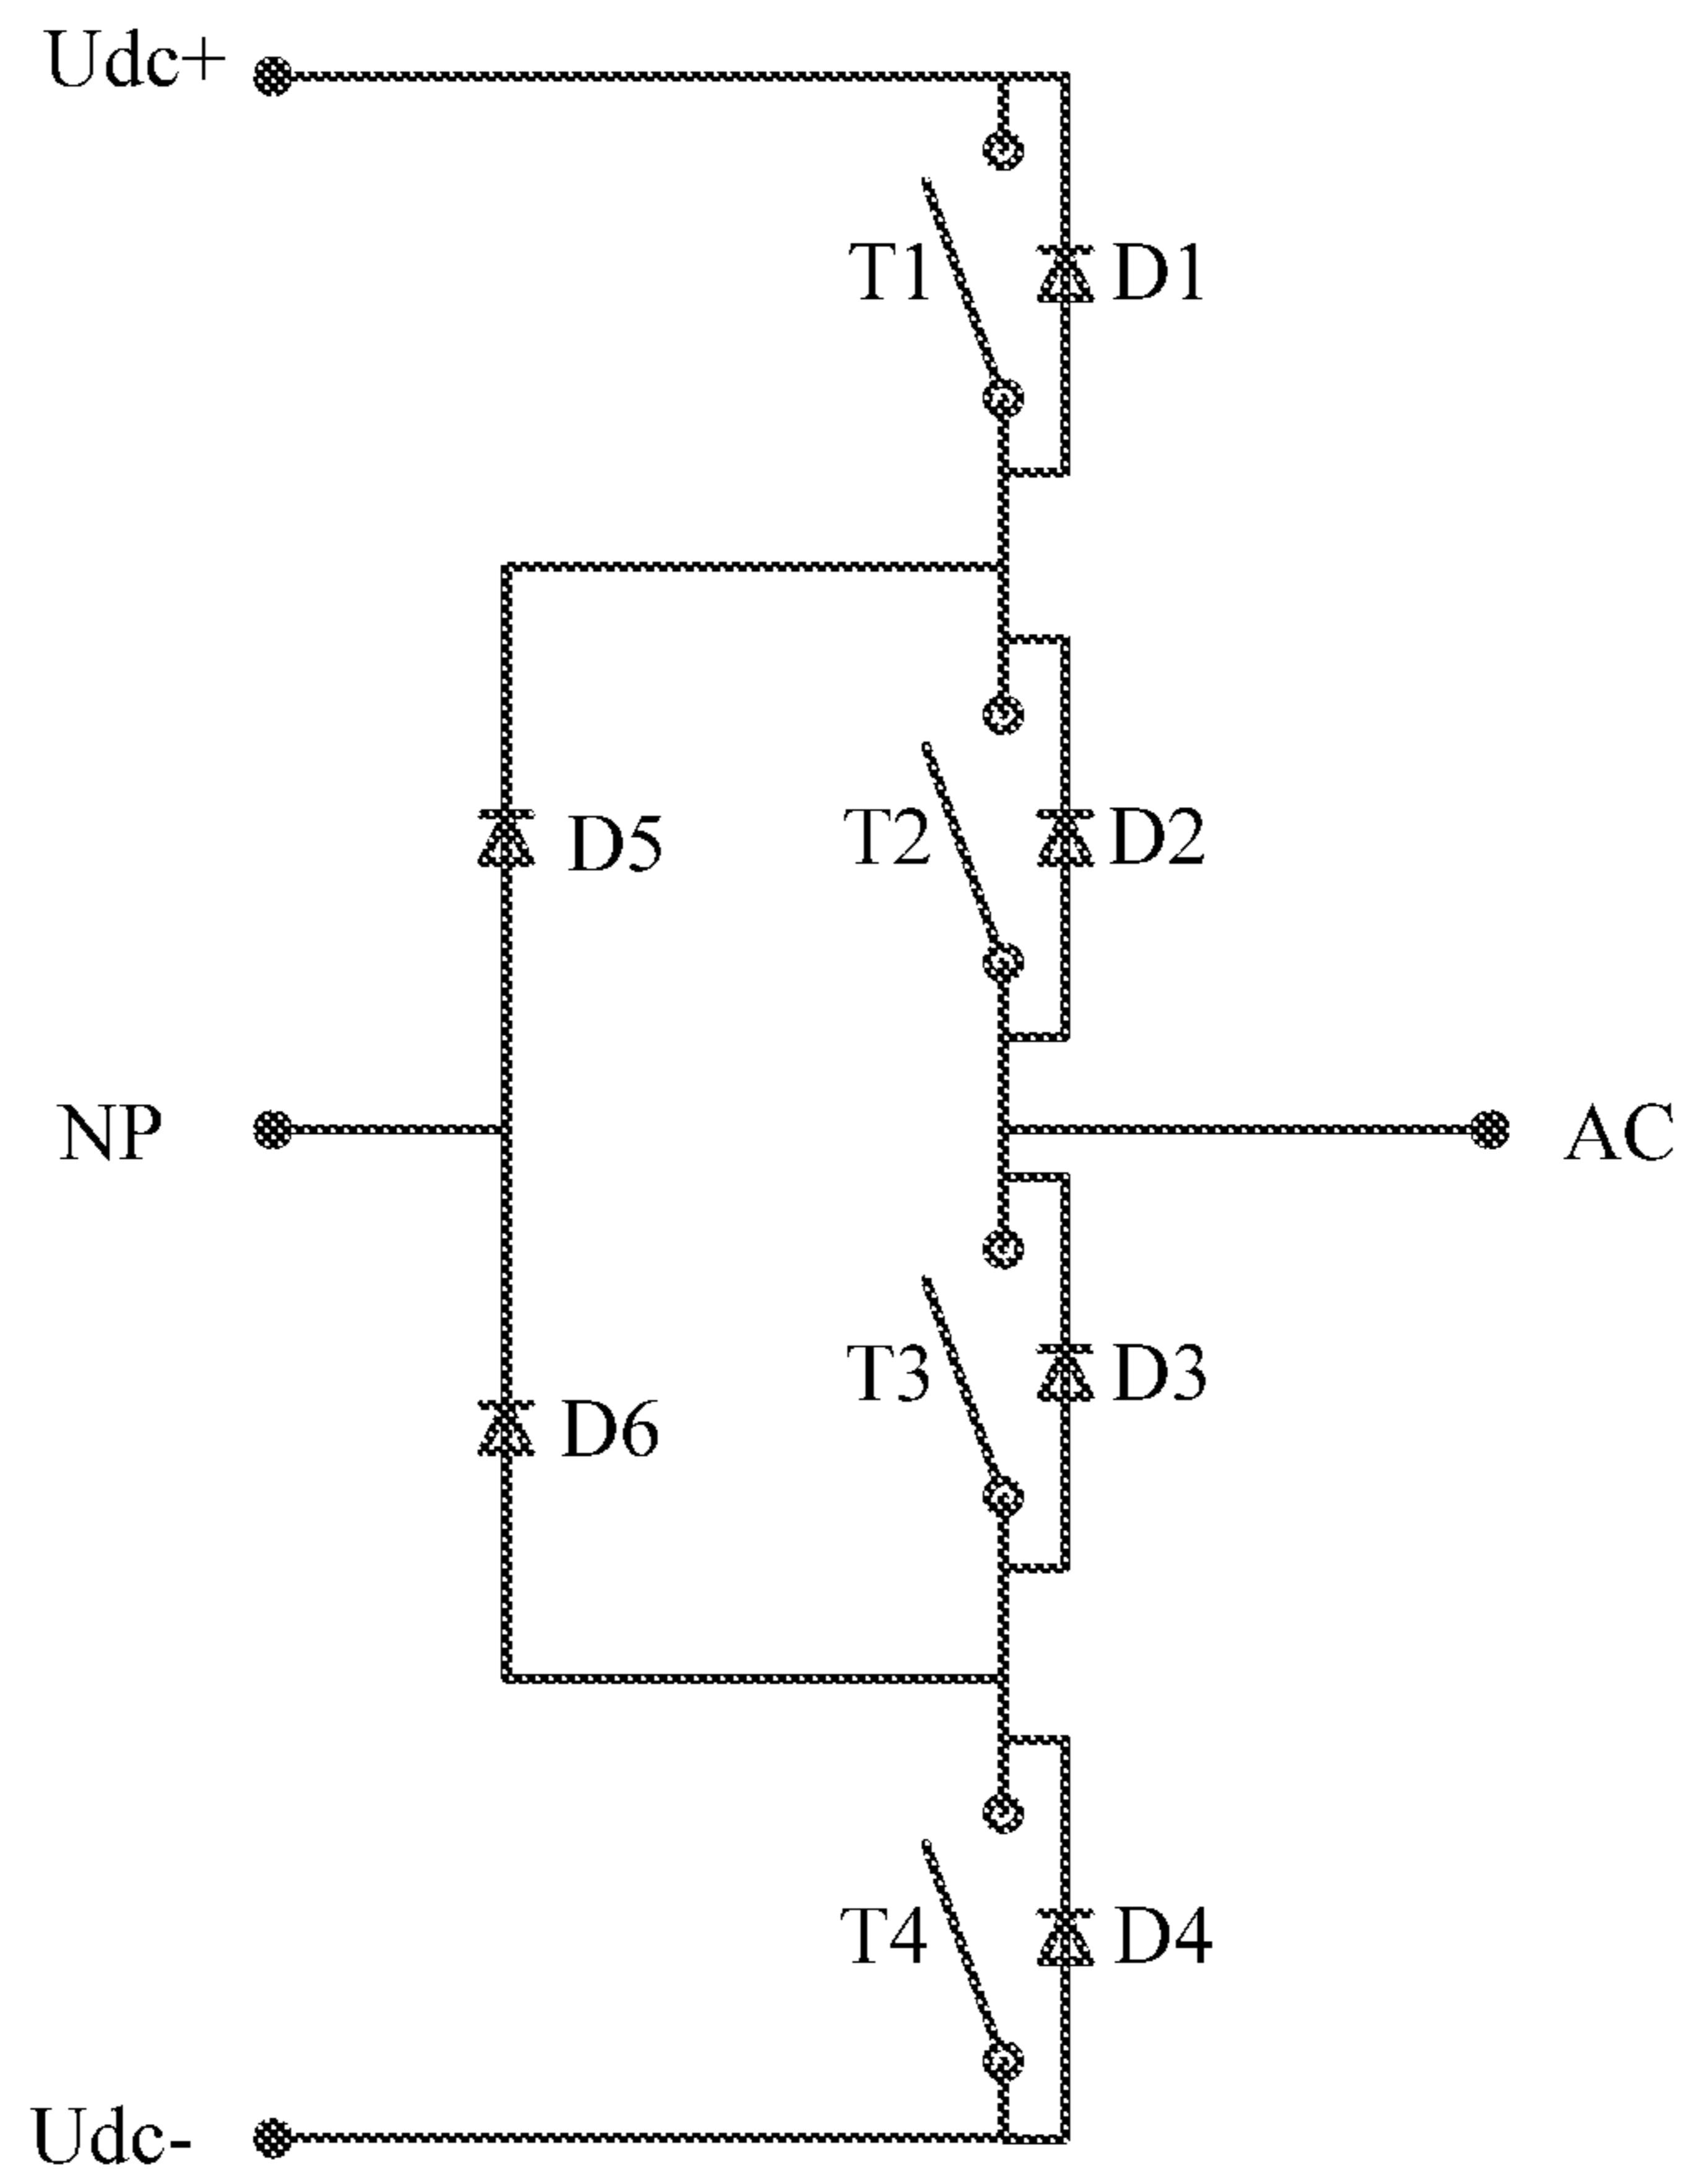 Udc+
T1 D1
D5 T2 D2
NP AC
T3 D3
D6
T4 D4
Udc-